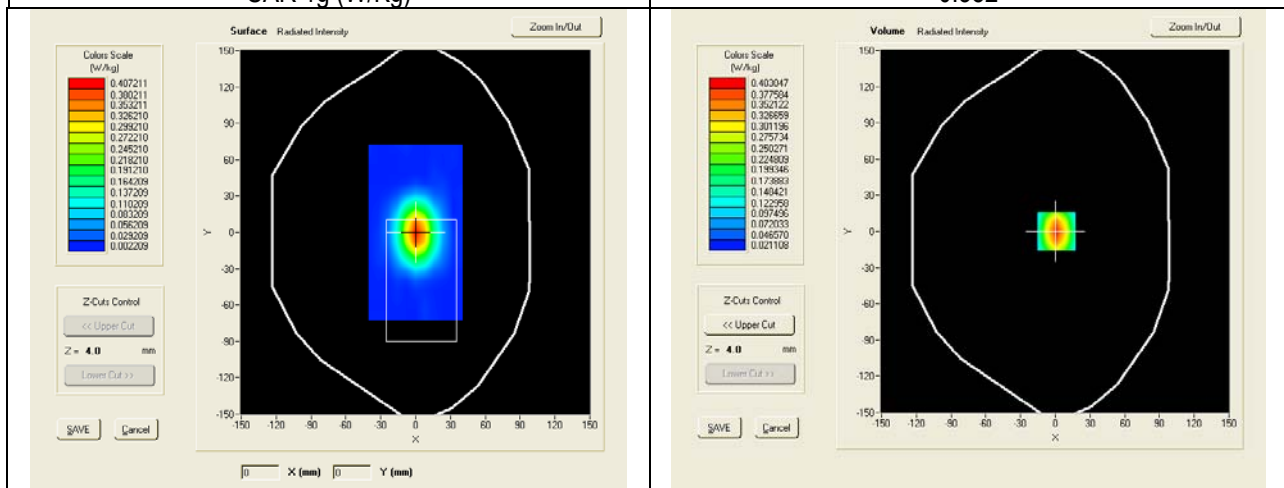 SAR 1g (W/Kg)
Surface Radiated Intensity
Zoom In/Out
Colors Scale
(W/kg)
0.407211
0.380211
0.353211
0.326210
0.299210
0.272210
0.245210
0.218210
0.191210
0.164209
0.137209
0.110209
0.083209
0.056209
0.029209
0.002209
150
120
90
60
30
0
-30
-60
-90
-120
-150
Y
-150 -120 -90 -60 -30 0 30 60 90 120 150
X
Z-Cuts Control
<< Upper Cut
Z = 4.0 mm
Lower Cut >>
SAVE Cancel
0 X (mm) 0 Y (mm)
Volume Radiated Intensity
Zoom In/Out
Colors Scale
(W/kg)
0.403047
0.377584
0.352122
0.326659
0.301196
0.275734
0.250271
0.224809
0.199346
0.173883
0.148421
0.122958
0.097496
0.072033
0.046570
0.021108
150
120
90
60
30
0
-30
-60
-90
-120
-150
Y
-150 -120 -90 -60 -30 0 30 60 90 120 150
X
Z-Cuts Control
<< Upper Cut
Z = 4.0 mm
Lower Cut >>
SAVE Cancel